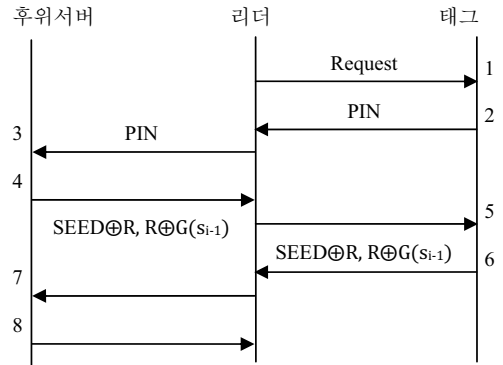 후위서버 리더 태그
Request 1
2
PIN
3 PIN
4
5
SEED⊕R, R⊕G(sᵢ₋₁)
SEED⊕R, R⊕G(sᵢ₋₁) 6
7
8